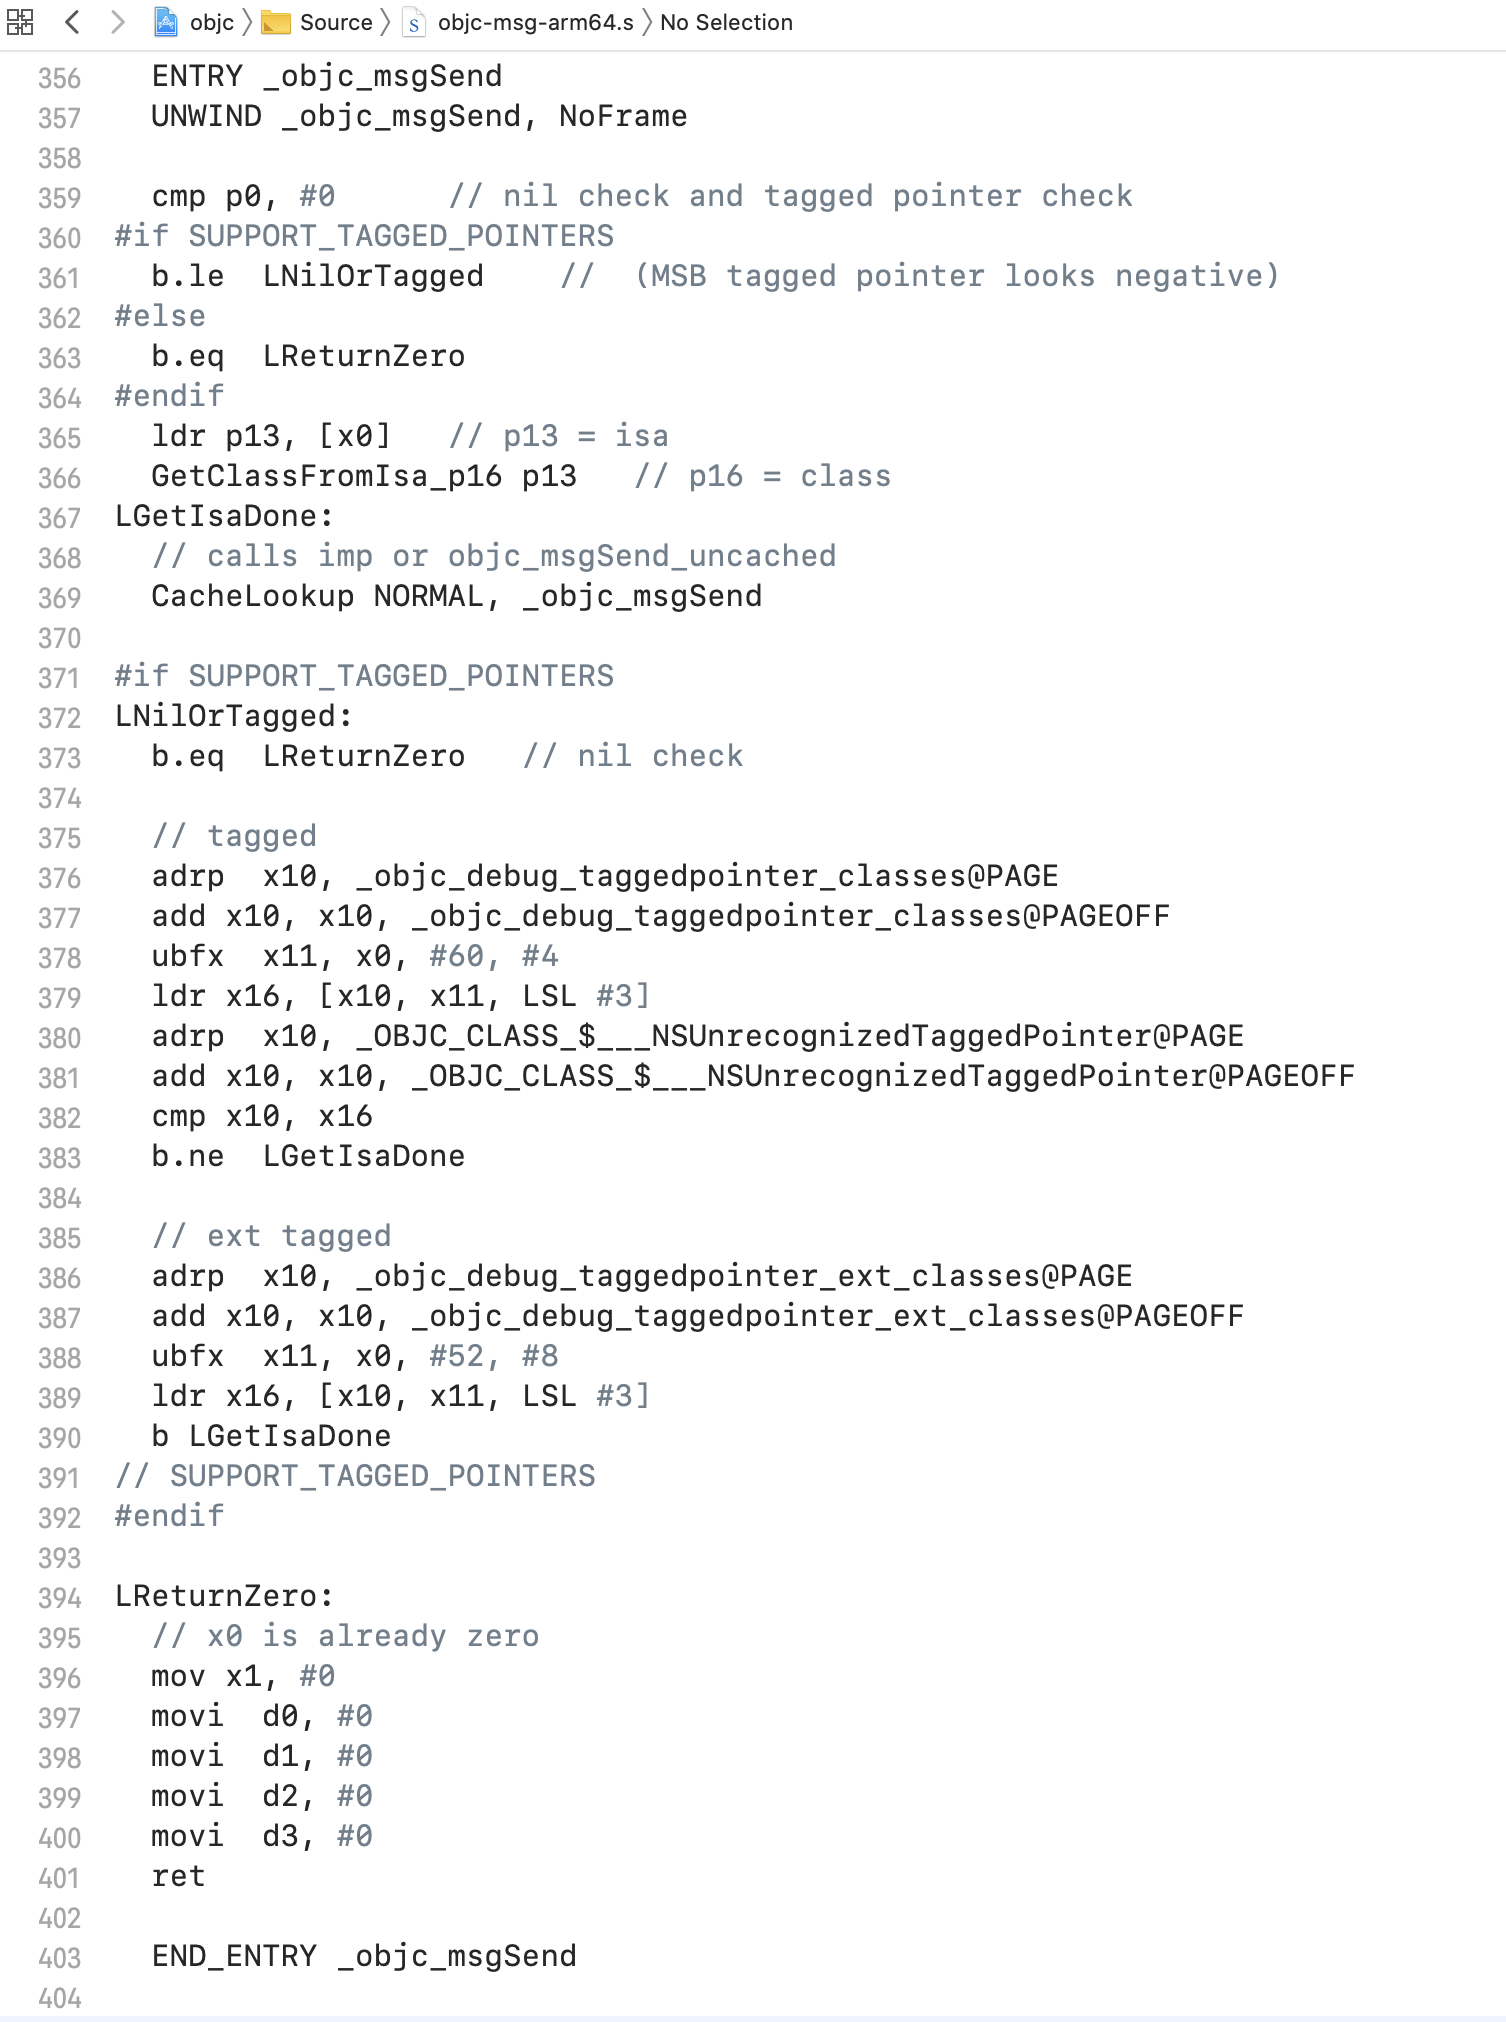 objc Source objc-msg-arm64.s No Selection
356 ENTRY _objc_msgSend
357 UNWIND _objc_msgSend, NoFrame
358
359 cmp p0, #0 // nil check and tagged pointer check
360 #if SUPPORT_TAGGED_POINTERS
361 b.le LNilOrTagged // (MSB tagged pointer looks negative)
362 #else
363 b.eq LReturnZero
364 #endif
365 ldr p13, [x0] // p13 = isa
366 GetClassFromIsa_p16 p13 // p16 = class
367 LGetIsaDone:
368 // calls imp or objc_msgSend_uncached
369 CacheLookup NORMAL, _objc_msgSend
370
371 #if SUPPORT_TAGGED_POINTERS
372 LNilOrTagged:
373 b.eq LReturnZero // nil check
374
375 // tagged
376 adrp x10, _objc_debug_taggedpointer_classes@PAGE
377 add x10, x10, _objc_debug_taggedpointer_classes@PAGEOFF
378 ubfx x11, x0, #60, #4
379 ldr x16, [x10, x11, LSL #3]
380 adrp x10, _OBJC_CLASS_$___NSUnrecognizedTaggedPointer@PAGE
381 add x10, x10, _OBJC_CLASS_$___NSUnrecognizedTaggedPointer@PAGEOFF
382 cmp x10, x16
383 b.ne LGetIsaDone
384
385 // ext tagged
386 adrp x10, _objc_debug_taggedpointer_ext_classes@PAGE
387 add x10, x10, _objc_debug_taggedpointer_ext_classes@PAGEOFF
388 ubfx x11, x0, #52, #8
389 ldr x16, [x10, x11, LSL #3]
390 b LGetIsaDone
391 // SUPPORT_TAGGED_POINTERS
392 #endif
393
394 LReturnZero:
395 // x0 is already zero
396 mov x1, #0
397 movi d0, #0
398 movi d1, #0
399 movi d2, #0
400 movi d3, #0
401 ret
402
403 END_ENTRY _objc_msgSend
404